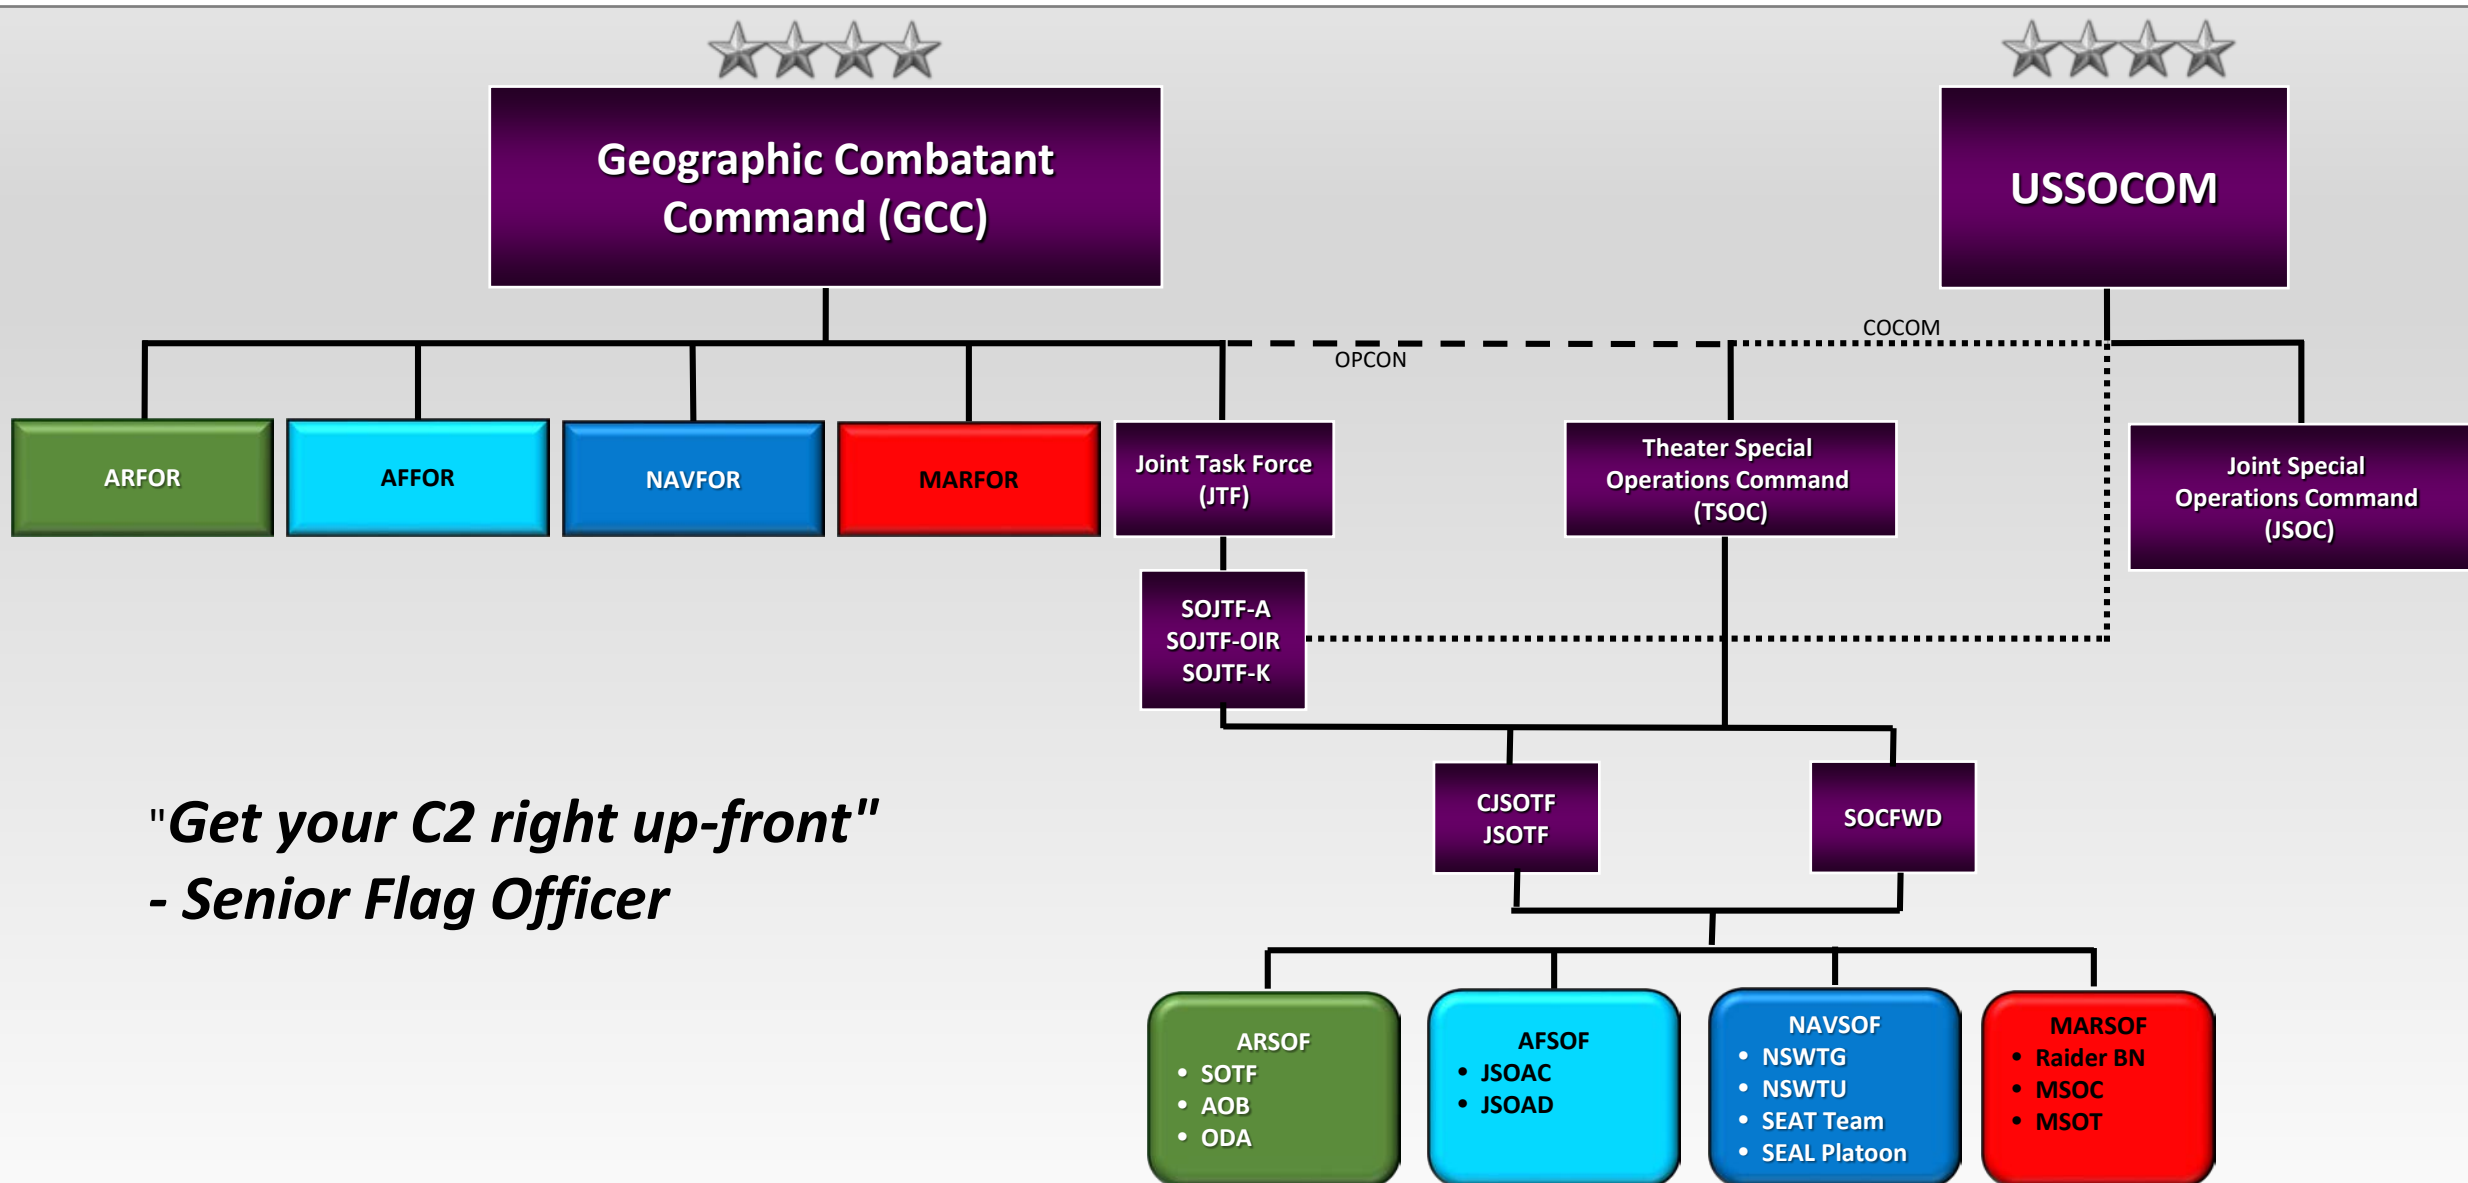 Geographic Combatant
Command (GCC)
USSOCOM
COCOM
OPCON
ARFOR
AFFOR
NAVFOR
MARFOR
Joint Task Force
(JTF)
Theater Special
Operations Command
(TSOC)
Joint Special
Operations Command
(JSOC)
SOJTF-A
SOJTF-OIR
SOJTF-K
CJSOTF
JSOTF
SOCFWD
"Get your C2 right up-front"
- Senior Flag Officer
ARSOF
• SOTF
• AOB
• ODA
AFSOF
• JSOAC
• JSOAD
NAVSOF
• NSWTG
• NSWTU
• SEAT Team
• SEAL Platoon
MARSOF
• Raider BN
• MSOC
• MSOT